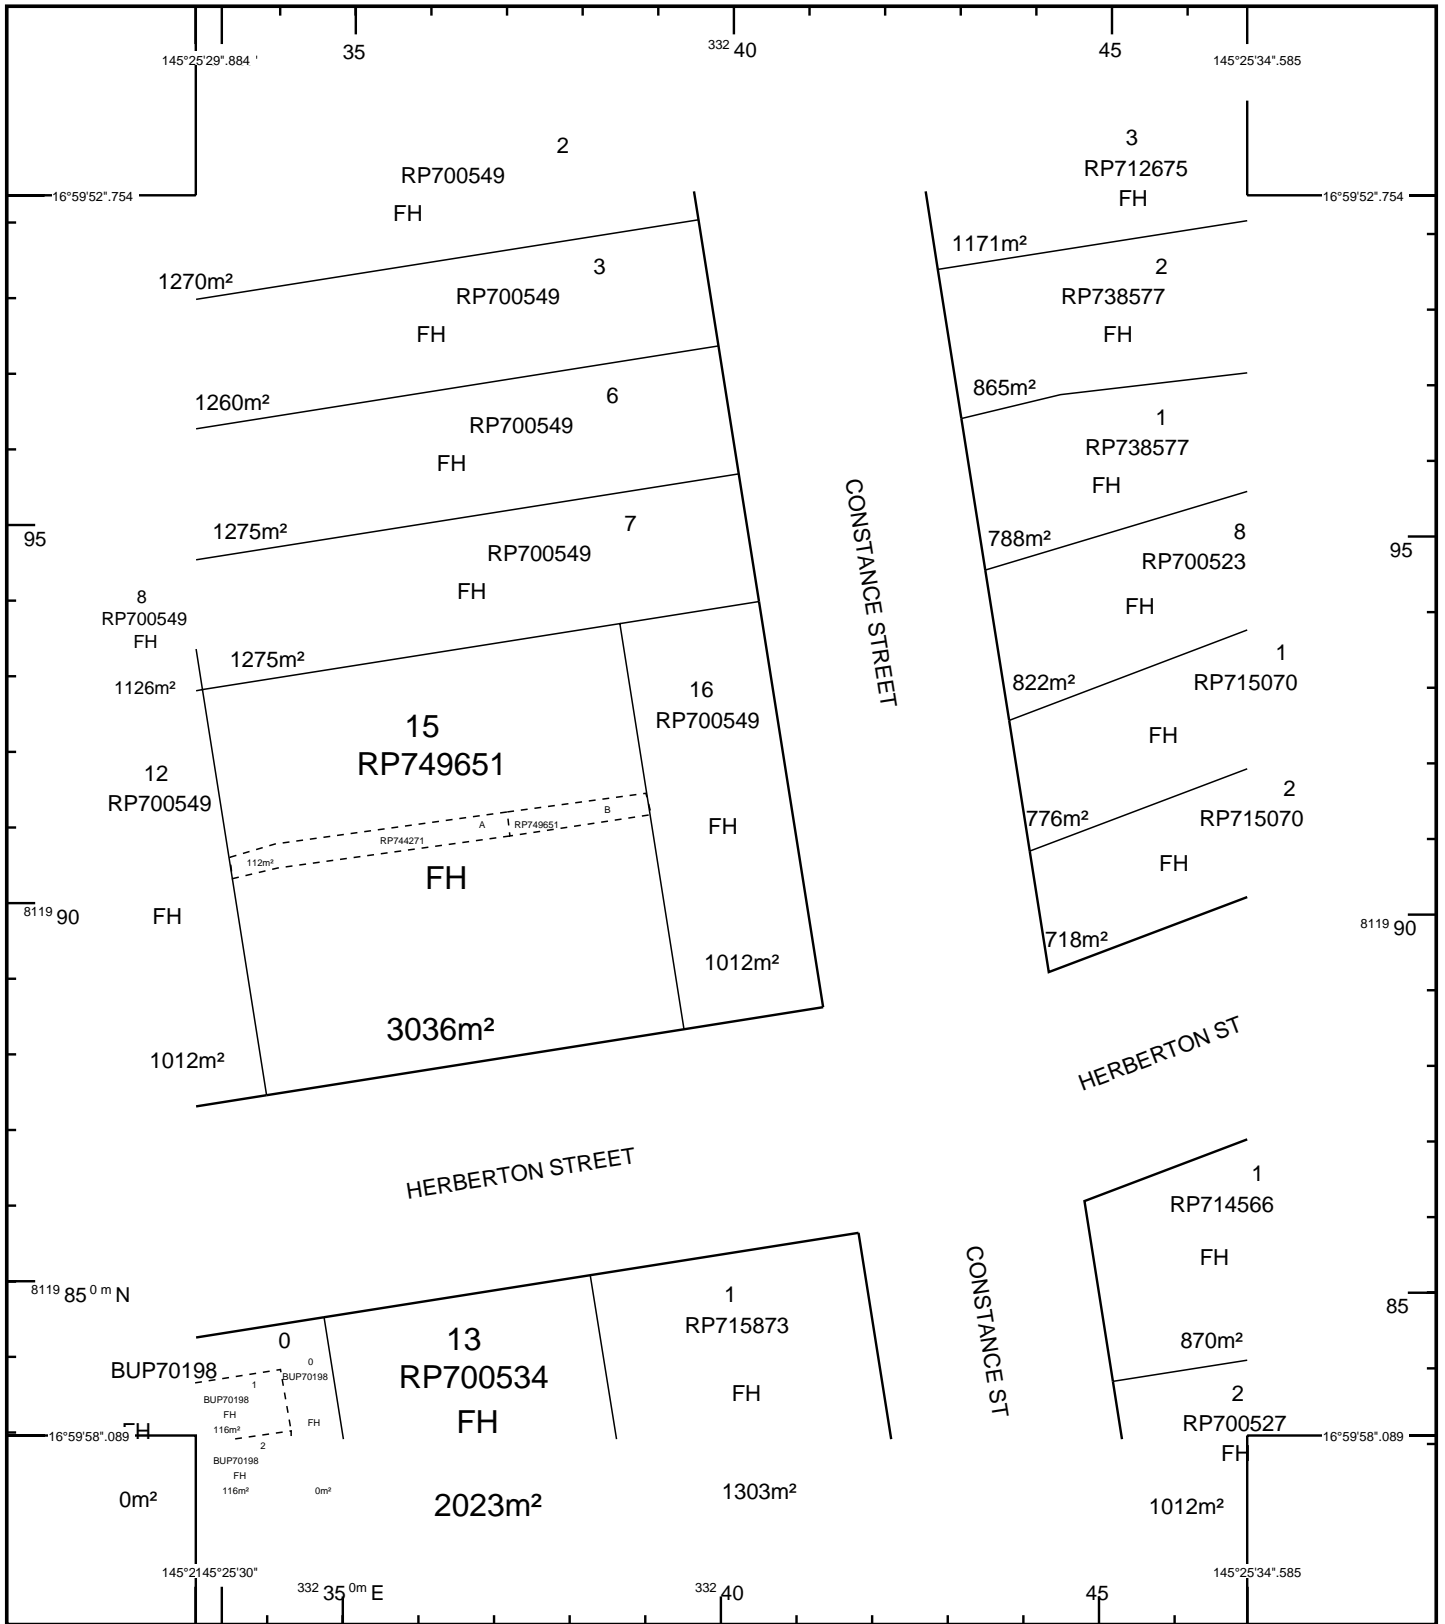 35
332 40
45
145°25'29".884 '
145°25'34".585
2
RP700549
FH
1270m²
3
RP712675
FH
1171m²
16°59'52".754
16°59'52".754
3
RP700549
FH
1260m²
2
RP738577
FH
865m²
6
RP700549
FH
1275m²
1
RP738577
FH
788m²
95
95
7
RP700549
FH
1275m²
8
RP700523
FH
822m²
8
RP700549
FH
1126m²
CONSTANCE STREET
1
RP715070
FH
776m²
15
RP749651
FH
3036m²
16
RP700549
FH
1012m²
12
RP700549
FH
1012m²
A
RP744271
112m²
B
RP749651
2
RP715070
FH
718m²
8119 90
8119 90
HERBERTON ST
HERBERTON STREET
1
RP714566
FH
870m²
CONSTANCE ST
8119 85 0 m N
85
0
BUP70198
FH
0m²
0
BUP70198
FH
0m²
1
BUP70198
FH
116m²
2
BUP70198
FH
116m²
13
RP700534
FH
2023m²
1
RP715873
FH
1303m²
2
RP700527
FH
1012m²
16°59'58".089
16°59'58".089
145°2145°25'30"
145°25'34".585
332 35 0m E
332 40
45